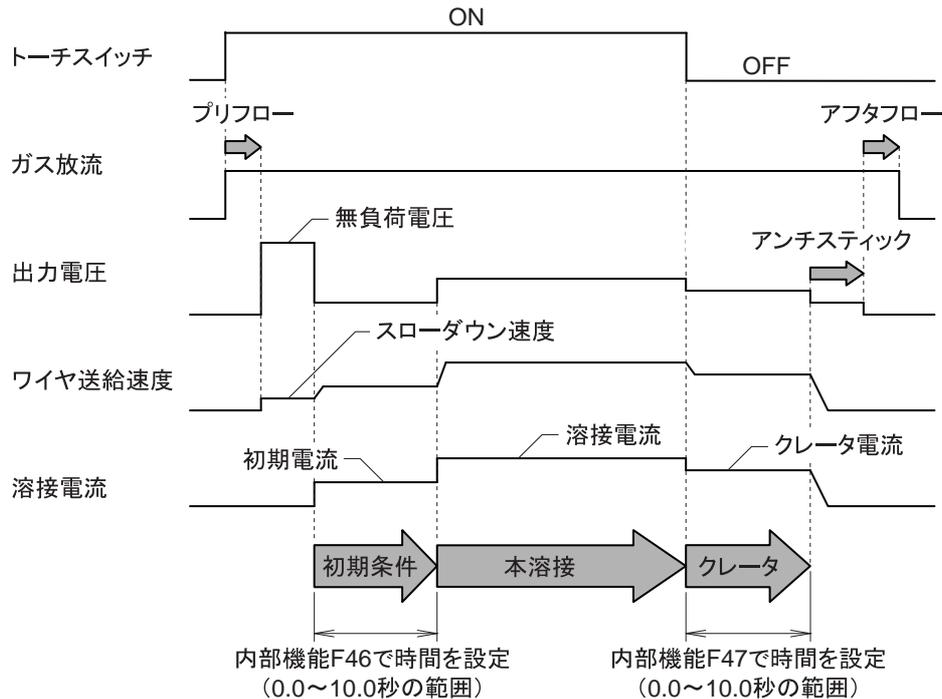 ON
トーチスイッチ
OFF
プリフロー
アフタフロー
ガス放流
無負荷電圧
アンチスティック
出力電圧
スローダウン速度
ワイヤ送給速度
溶接電流
クレータ電流
初期電流
溶接電流
初期条件
本溶接
クレータ
内部機能F46で時間を設定
（0.0～10.0秒の範囲）
内部機能F47で時間を設定
（0.0～10.0秒の範囲）